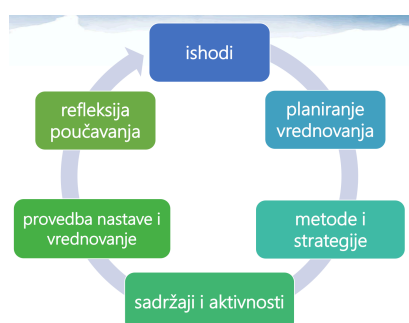 ishodi
planiranje
vrednovanja
metode i
strategije
sadržaji i aktivnosti
provedba nastave i
vrednovanje
refleksija
poučavanja